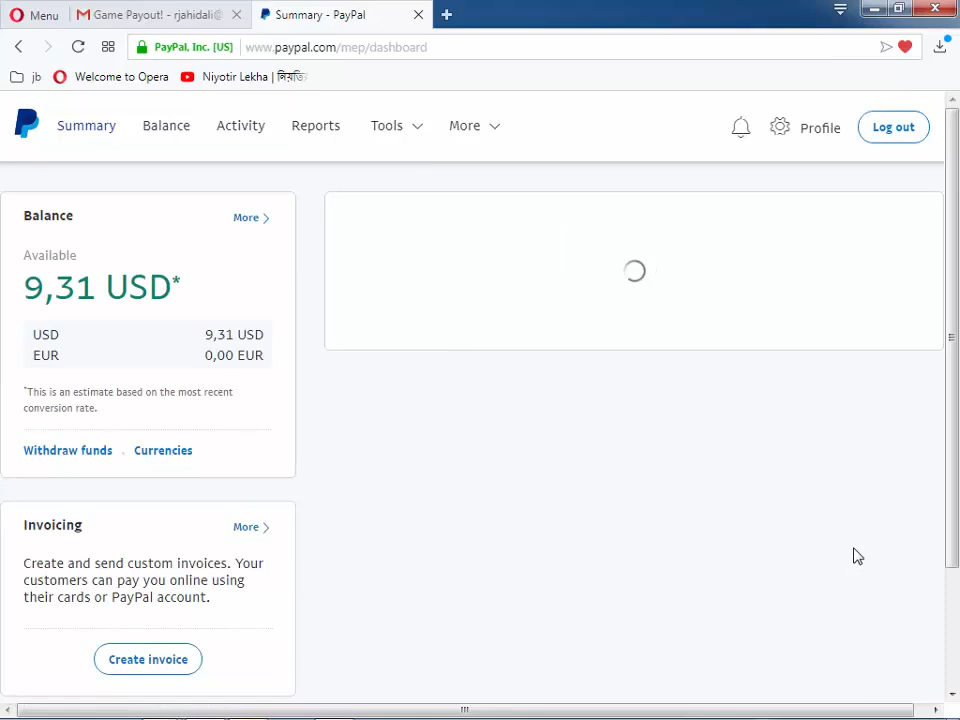 Menu
Game Payout! - rjahidali@
Summary - PayPal
PayPal, Inc. [US]
www.paypal.com/mep/dashboard
jb
Welcome to Opera
Niyotir Lekha |
Summary
Balance
Activity
Reports
Tools
More
Profile
Log out
Balance
More
Available
9,31 USD*
USD 9,31 USD
EUR 0,00 EUR
*This is an estimate based on the most recent
conversion rate.
Withdraw funds
Currencies
Invoicing
More
Create and send custom invoices. Your
customers can pay you online using
their cards or PayPal account.
Create invoice